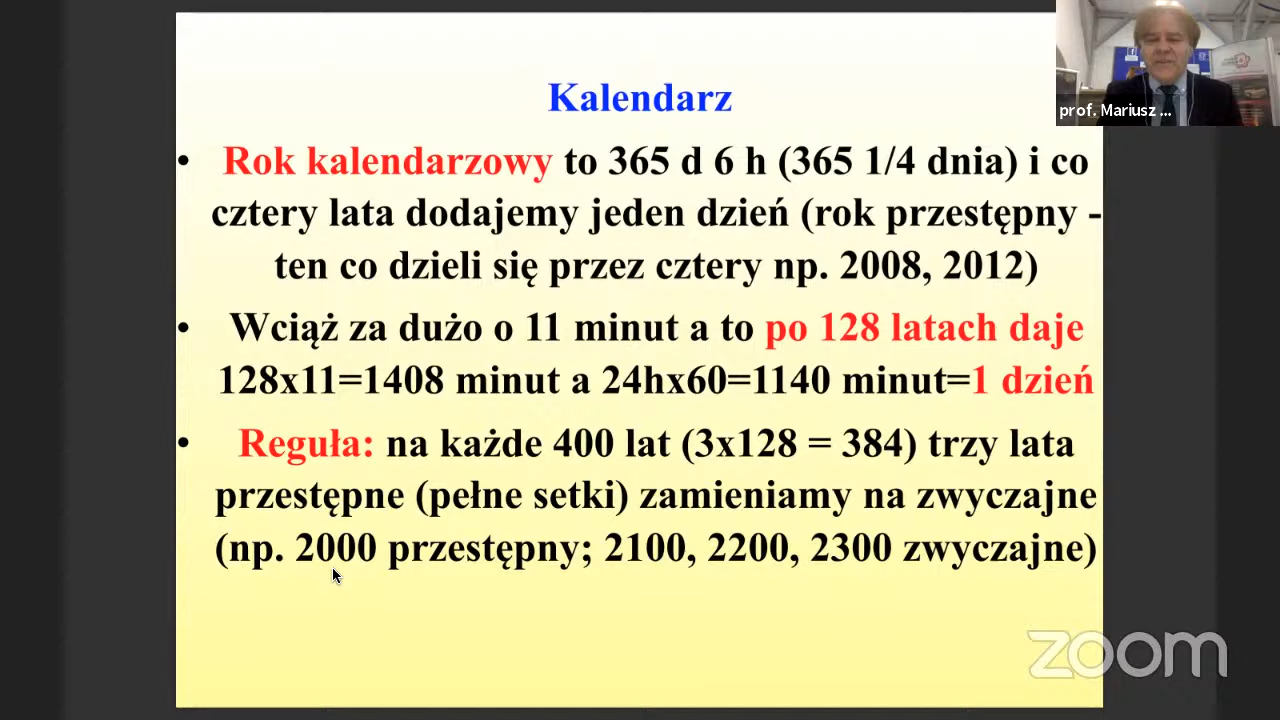 Kalendarz
• Rok kalendarzowy to 365 d 6 h (365 1/4 dnia) i co
cztery lata dodajemy jeden dzień (rok przestępny -
ten co dzieli się przez cztery np. 2008, 2012)
• Wciąż za dużo o 11 minut a to po 128 latach daje
128x11=1408 minut a 24hx60=1140 minut=1 dzień
• Reguła: na każde 400 lat (3x128 = 384) trzy lata
przestępne (pełne setki) zamieniamy na zwyczajne
(np. 2000 przestępny; 2100, 2200, 2300 zwyczajne)
prof. Mariusz ...
zoom